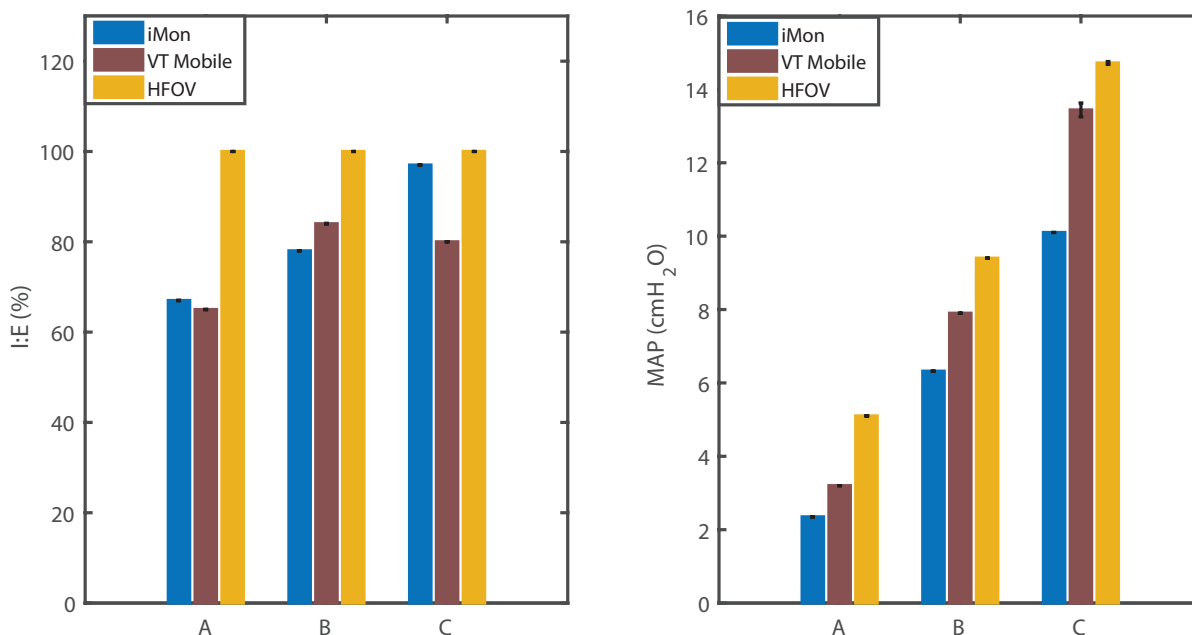 iMon
VT Mobile
HFOV
120
100
80
60
40
20
0
I:E (%)
A B C
iMon
VT Mobile
HFOV
16
14
12
10
8
6
4
2
0
MAP (cmH₂O)
A B C